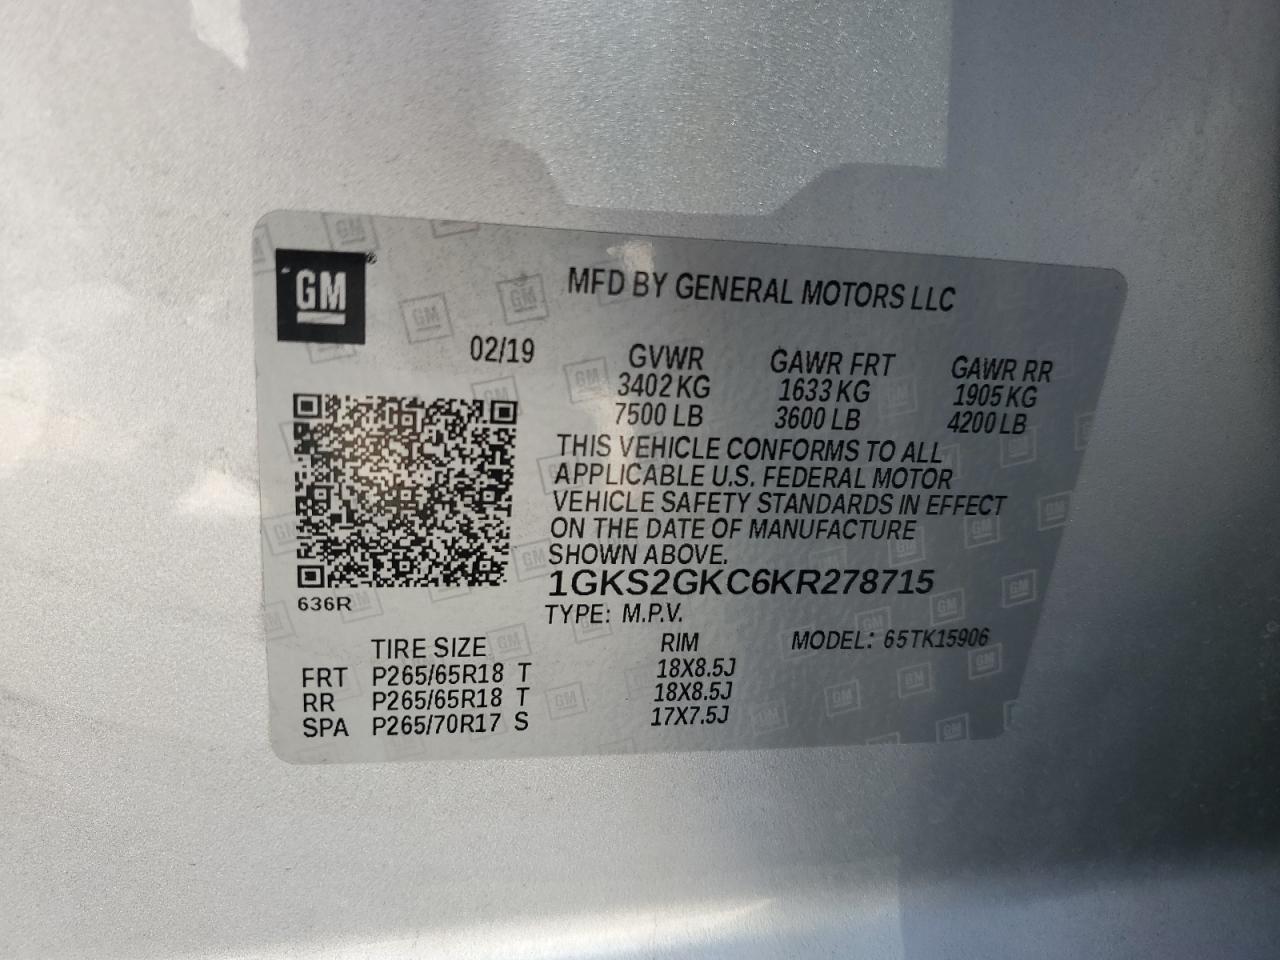 GM
MFD BY GENERAL MOTORS LLC
02/19
GVWR GAWR FRT GAWR RR
3402 KG 1633 KG 1905 KG
7500 LB 3600 LB 4200 LB
THIS VEHICLE CONFORMS TO ALL
APPLICABLE U.S. FEDERAL MOTOR
VEHICLE SAFETY STANDARDS IN EFFECT
ON THE DATE OF MANUFACTURE
SHOWN ABOVE.
1GKS2GKC6KR278715
636R
TYPE: M.P.V.
TIRE SIZE RIM MODEL: 65TK15906
FRT P265/65R18 T 18X8.5J
RR P265/65R18 T 18X8.5J
SPA P265/70R17 S 17X7.5J